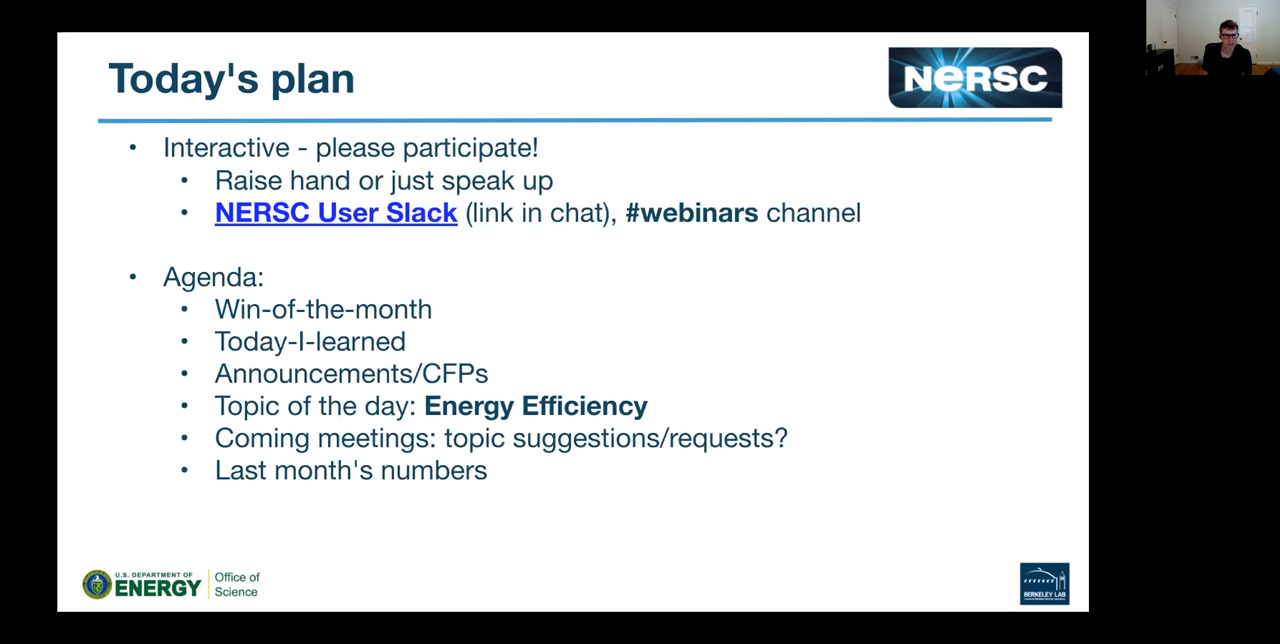 Today's plan
NERSC
• Interactive - please participate!
• Raise hand or just speak up
• NERSC User Slack (link in chat), #webinars channel
• Agenda:
• Win-of-the-month
• Today-I-learned
• Announcements/CFPs
• Topic of the day: Energy Efficiency
• Coming meetings: topic suggestions/requests?
• Last month's numbers
U.S. DEPARTMENT OF
ENERGY
Office of
Science
BERKELEY LAB